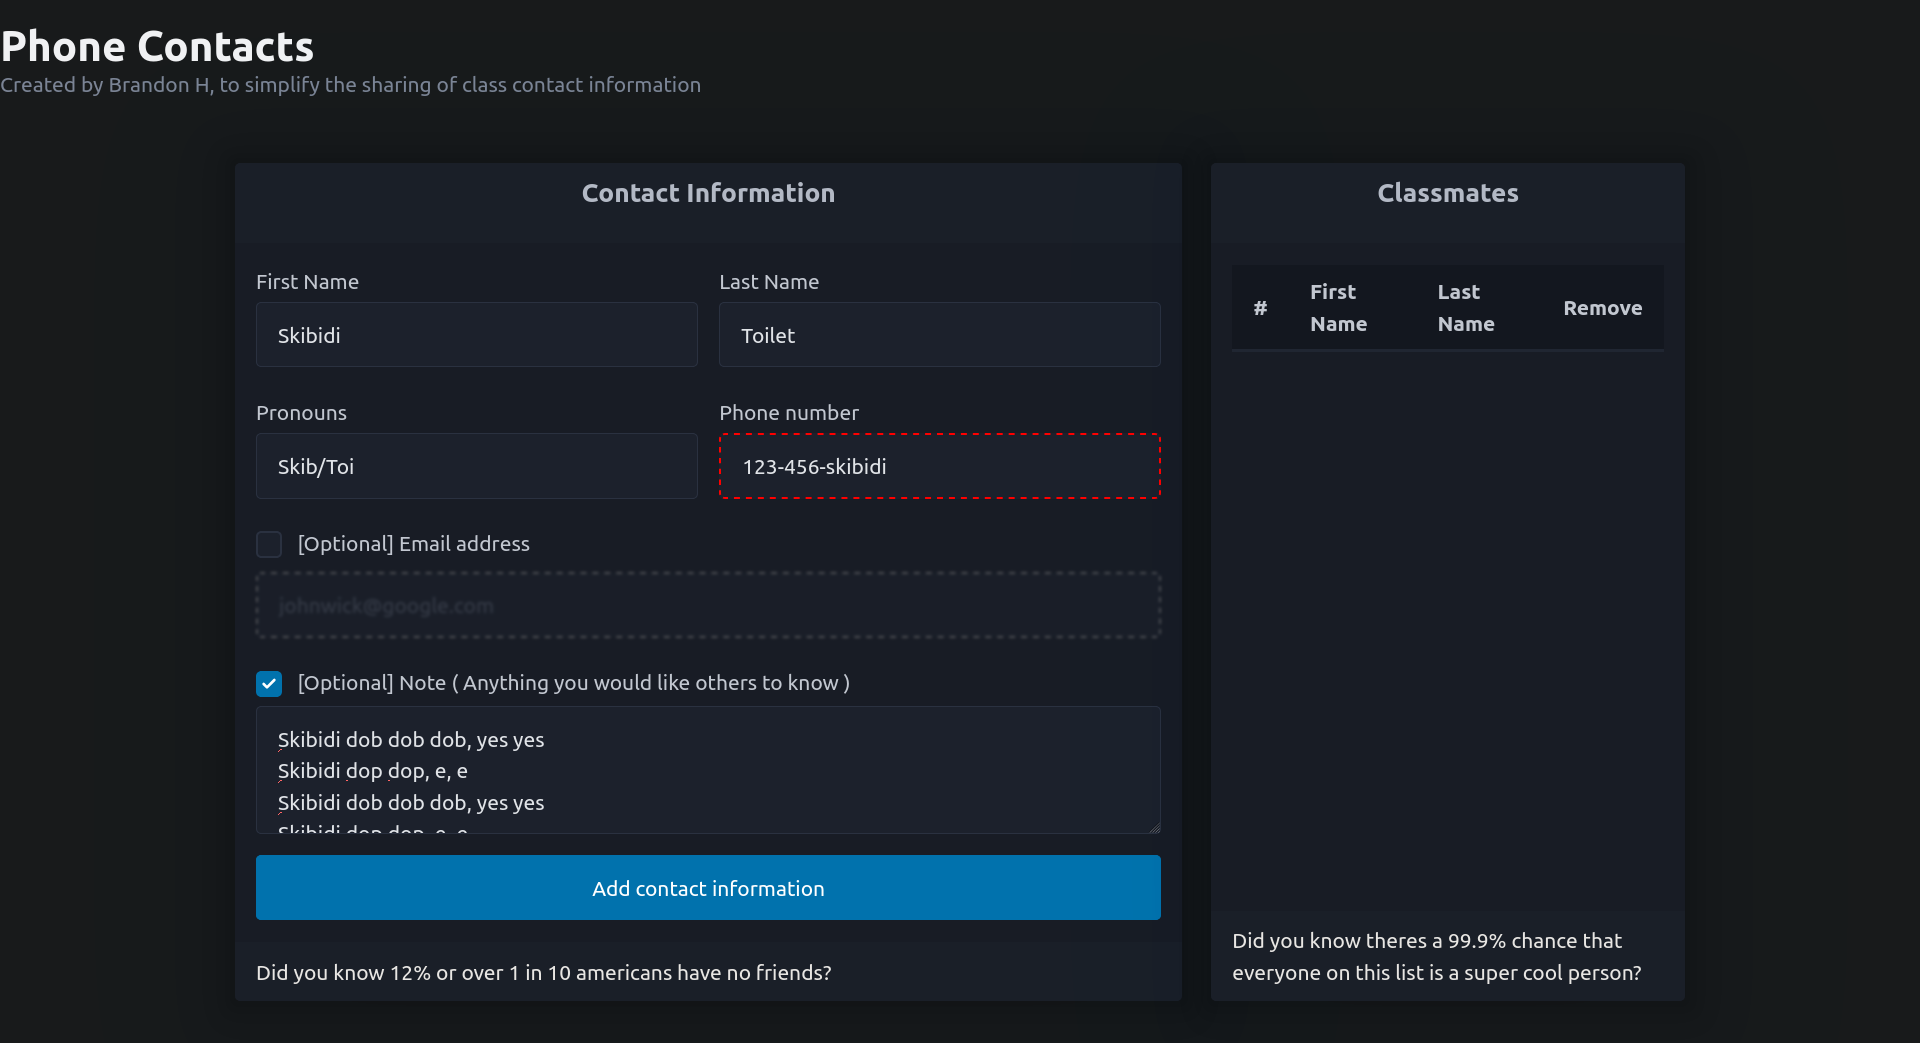 Phone Contacts
Created by Brandon H, to simplify the sharing of class contact information
Contact Information
First Name
Last Name
Skibidi
Toilet
Pronouns
Phone number
Skib/Toi
123-456-skibidi
[Optional] Email address
johnwick@google.com
[Optional] Note ( Anything you would like others to know )
Skibidi dob dob dob, yes yes
Skibidi dop dop, e, e
Skibidi dob dob dob, yes yes
Skibidi dop dop, e, e
Add contact information
Did you know 12% or over 1 in 10 americans have no friends?
Classmates
#
First
Name
Last
Name
Remove
Did you know theres a 99.9% chance that
everyone on this list is a super cool person?